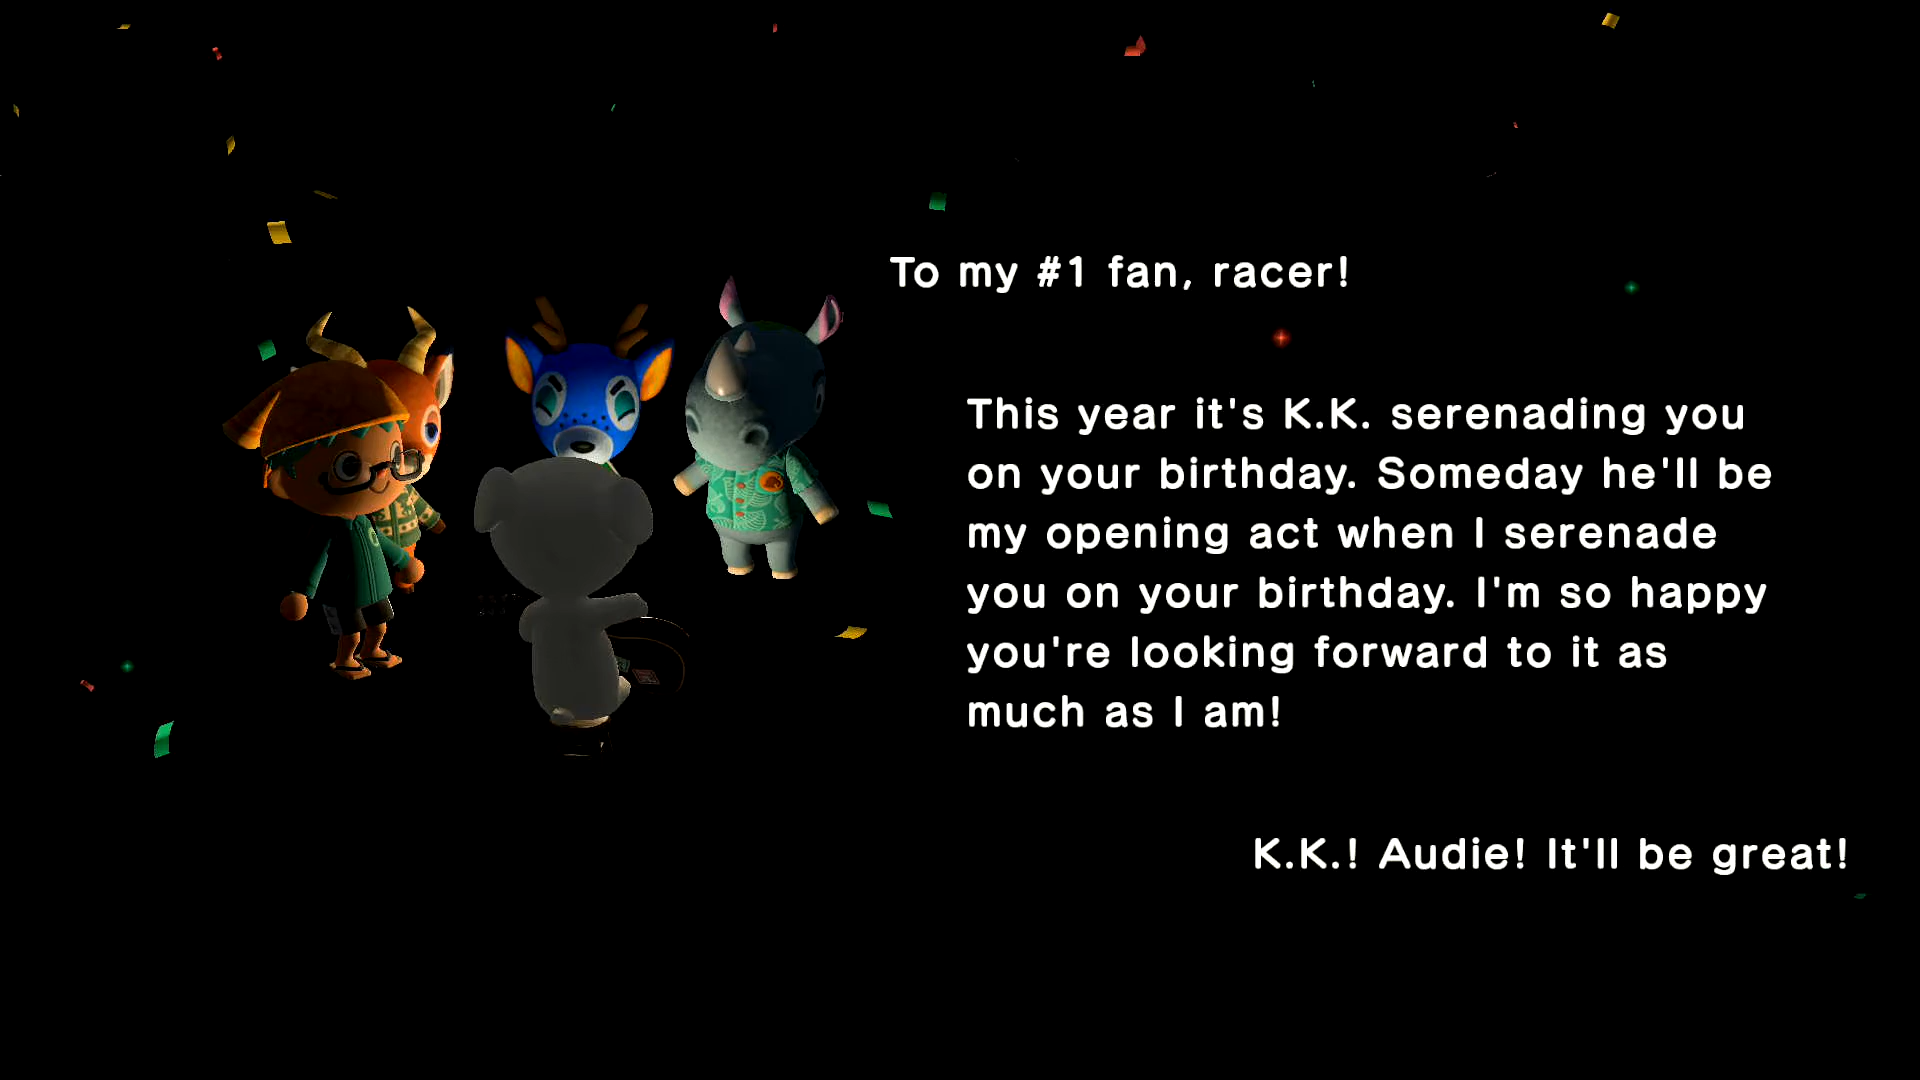 To my #1 fan, racer!
This year it's K.K. serenading you
on your birthday. Someday he'll be
my opening act when I serenade
you on your birthday. I'm so happy
you're looking forward to it as
much as I am!
K.K.! Audie! It'll be great!